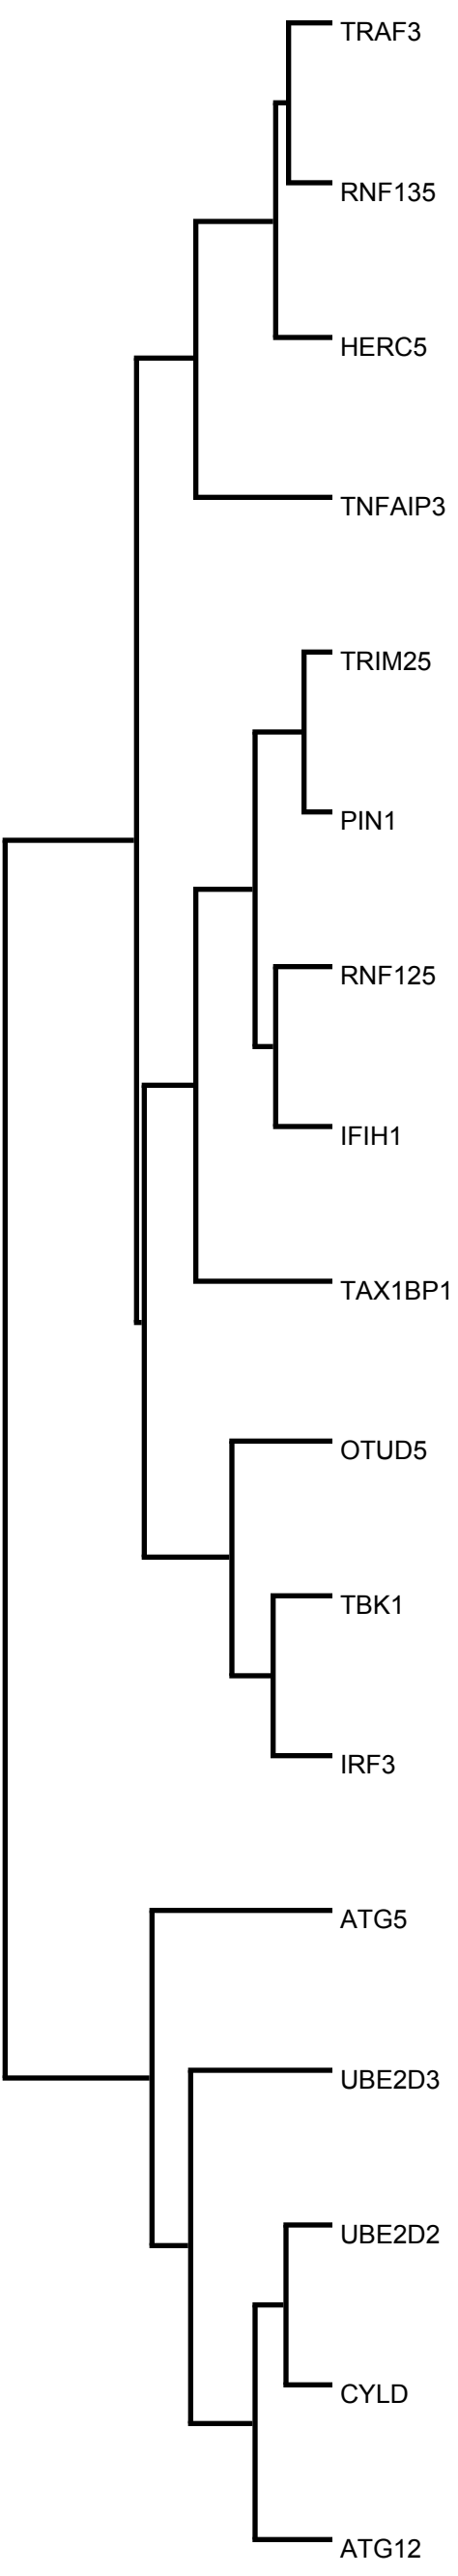 TRAF3
RNF135
HERC5
TNFAIP3
TRIM25
PIN1
RNF125
IFIH1
TAX1BP1
OTUD5
TBK1
IRF3
ATG5
UBE2D3
UBE2D2
CYLD
ATG12